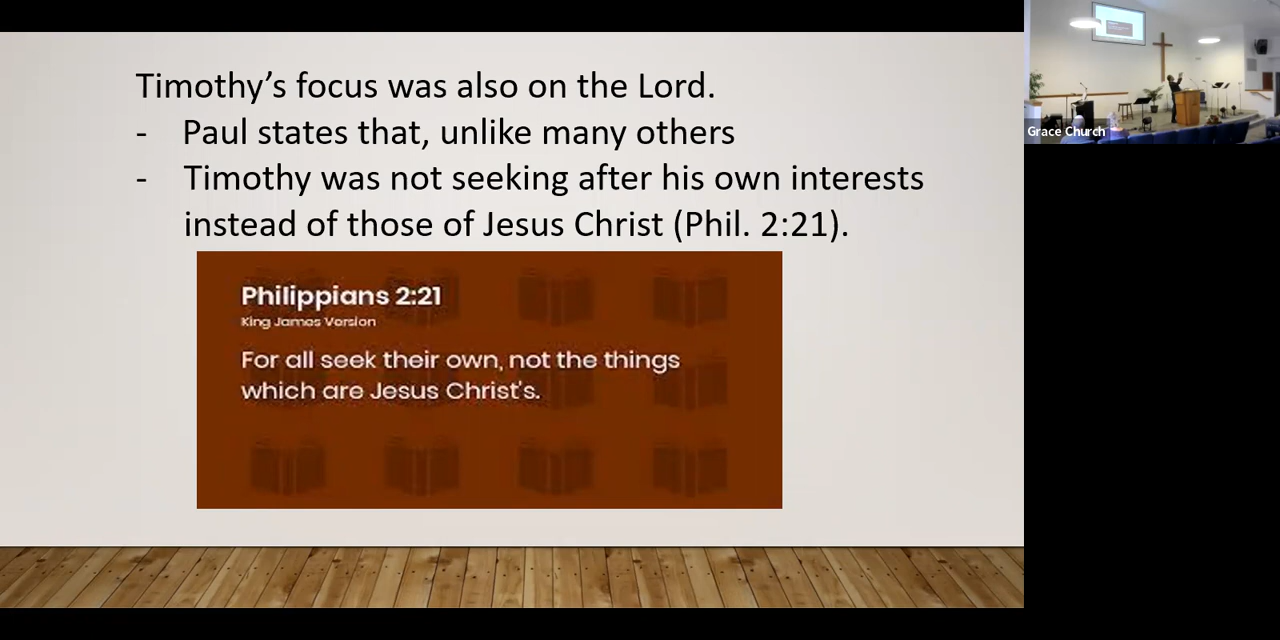 Timothy’s focus was also on the Lord.
- Paul states that, unlike many others
- Timothy was not seeking after his own interests
instead of those of Jesus Christ (Phil. 2:21).
Philippians 2:21
King James Version
For all seek their own, not the things
which are Jesus Christ's.
Grace Church